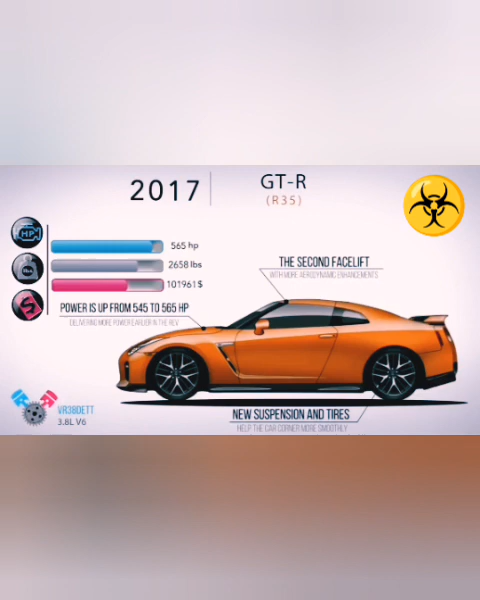 2017
GT-R
(R35)
HP
565 hp
2658 lbs
101961 $
THE SECOND FACELIFT
WITH MORE AERODYNAMIC ENHANCEMENTS
POWER IS UP FROM 545 TO 565 HP
DELIVERING MORE POWER EARLIER IN THE REV
VR38DETT
3.8L V6
NEW SUSPENSION AND TIRES
HELP THE CAR CORNER MORE SMOOTHLY